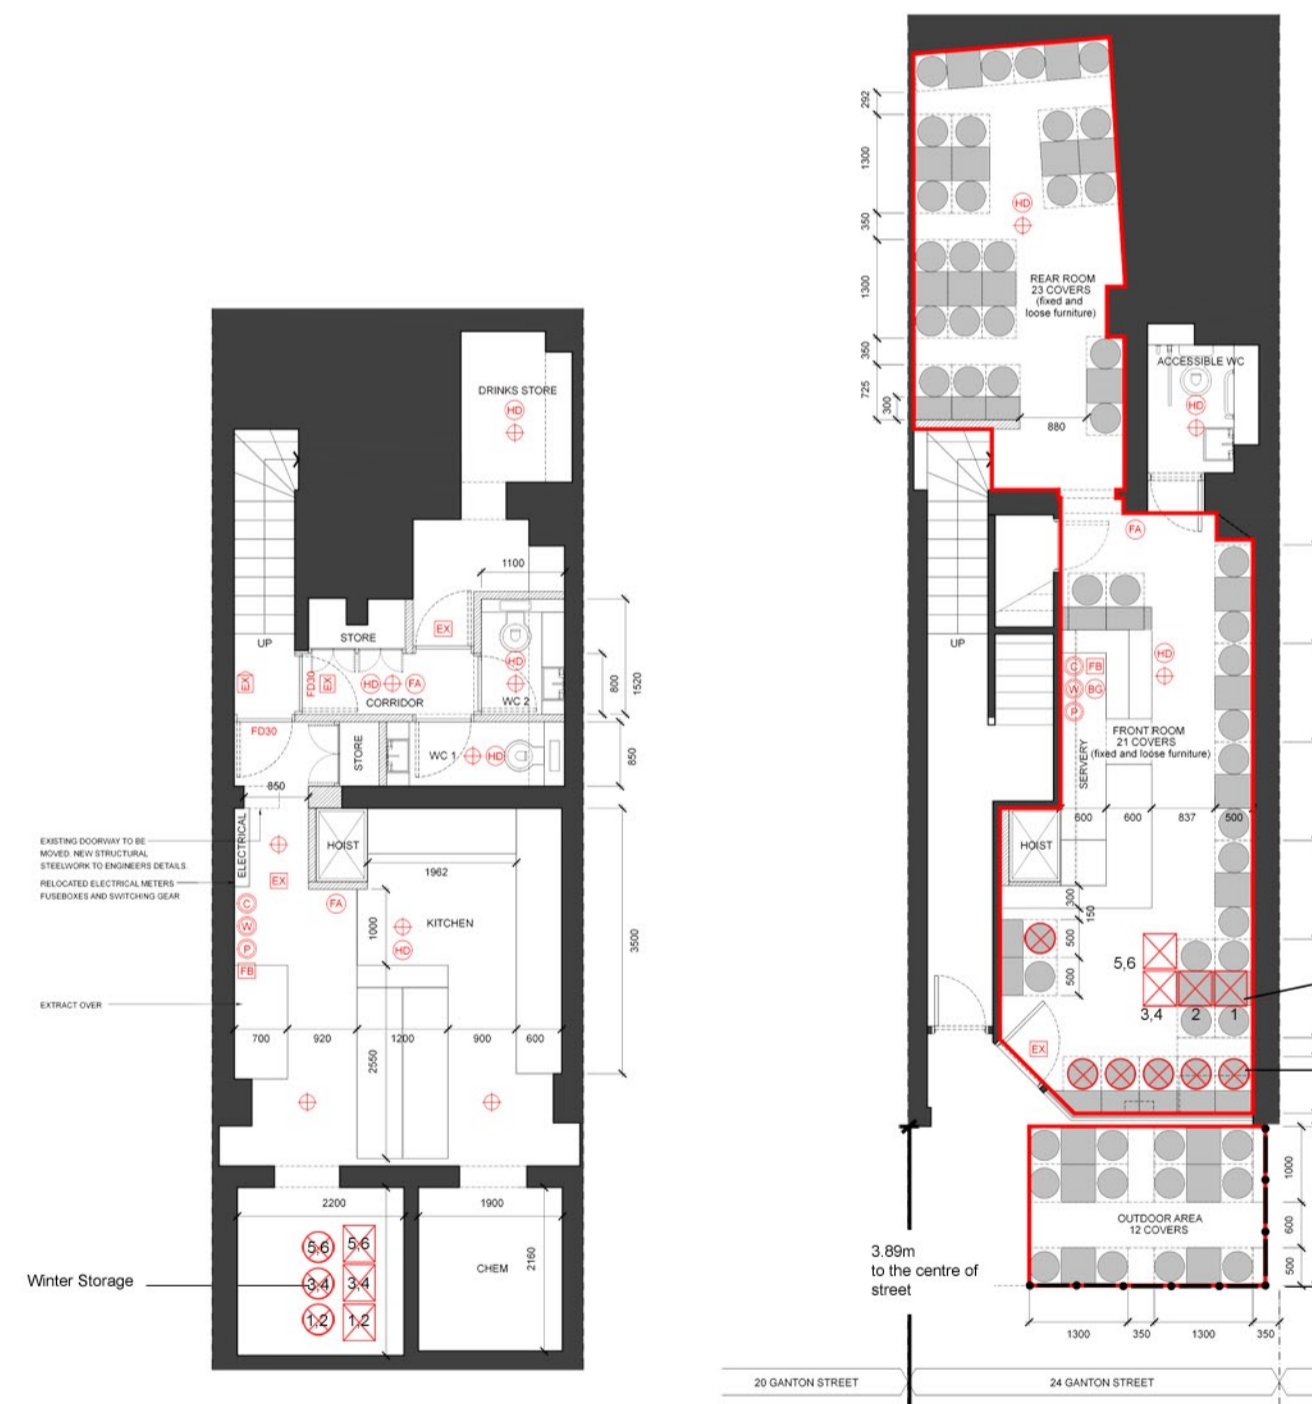 DRINKS STORE
HD
1100
UP
STORE
EX
EX
FD30
EX
HD
FA
CORRIDOR
HD
WC 2
800
1520
FD30
STORE
WC 1
HD
850
850
EXISTING DOORWAY TO BE
MOVED. NEW STRUCTURAL
STEELWORK TO ENGINEERS DETAILS.
RELOCATED ELECTRICAL METERS
FUSEBOXES AND SWITCHING GEAR
ELECTRICAL
HOIST
1962
EX
C
W
P
FB
FA
1000
KITCHEN
HD
3500
EXTRACT OVER
700
920
1200
900
600
2550
2200
1900
5,6
5,6
3,4
3,4
1,2
1,2
Winter Storage
CHEM
2160
292
1300
350
1300
350
725
300
HD
REAR ROOM
23 COVERS
(fixed and
loose furniture)
880
ACCESSIBLE WC
HD
FA
UP
C
FB
W
BG
P
HD
SERVERY
FRONT ROOM
21 COVERS
(fixed and loose furniture)
600
600
837
500
HOIST
300
150
500
500
5,6
3,4
2
1
EX
OUTDOOR AREA
12 COVERS
1000
600
500
3.89m
to the centre of
street
1300
350
1300
350
20 GANTON STREET
24 GANTON STREET